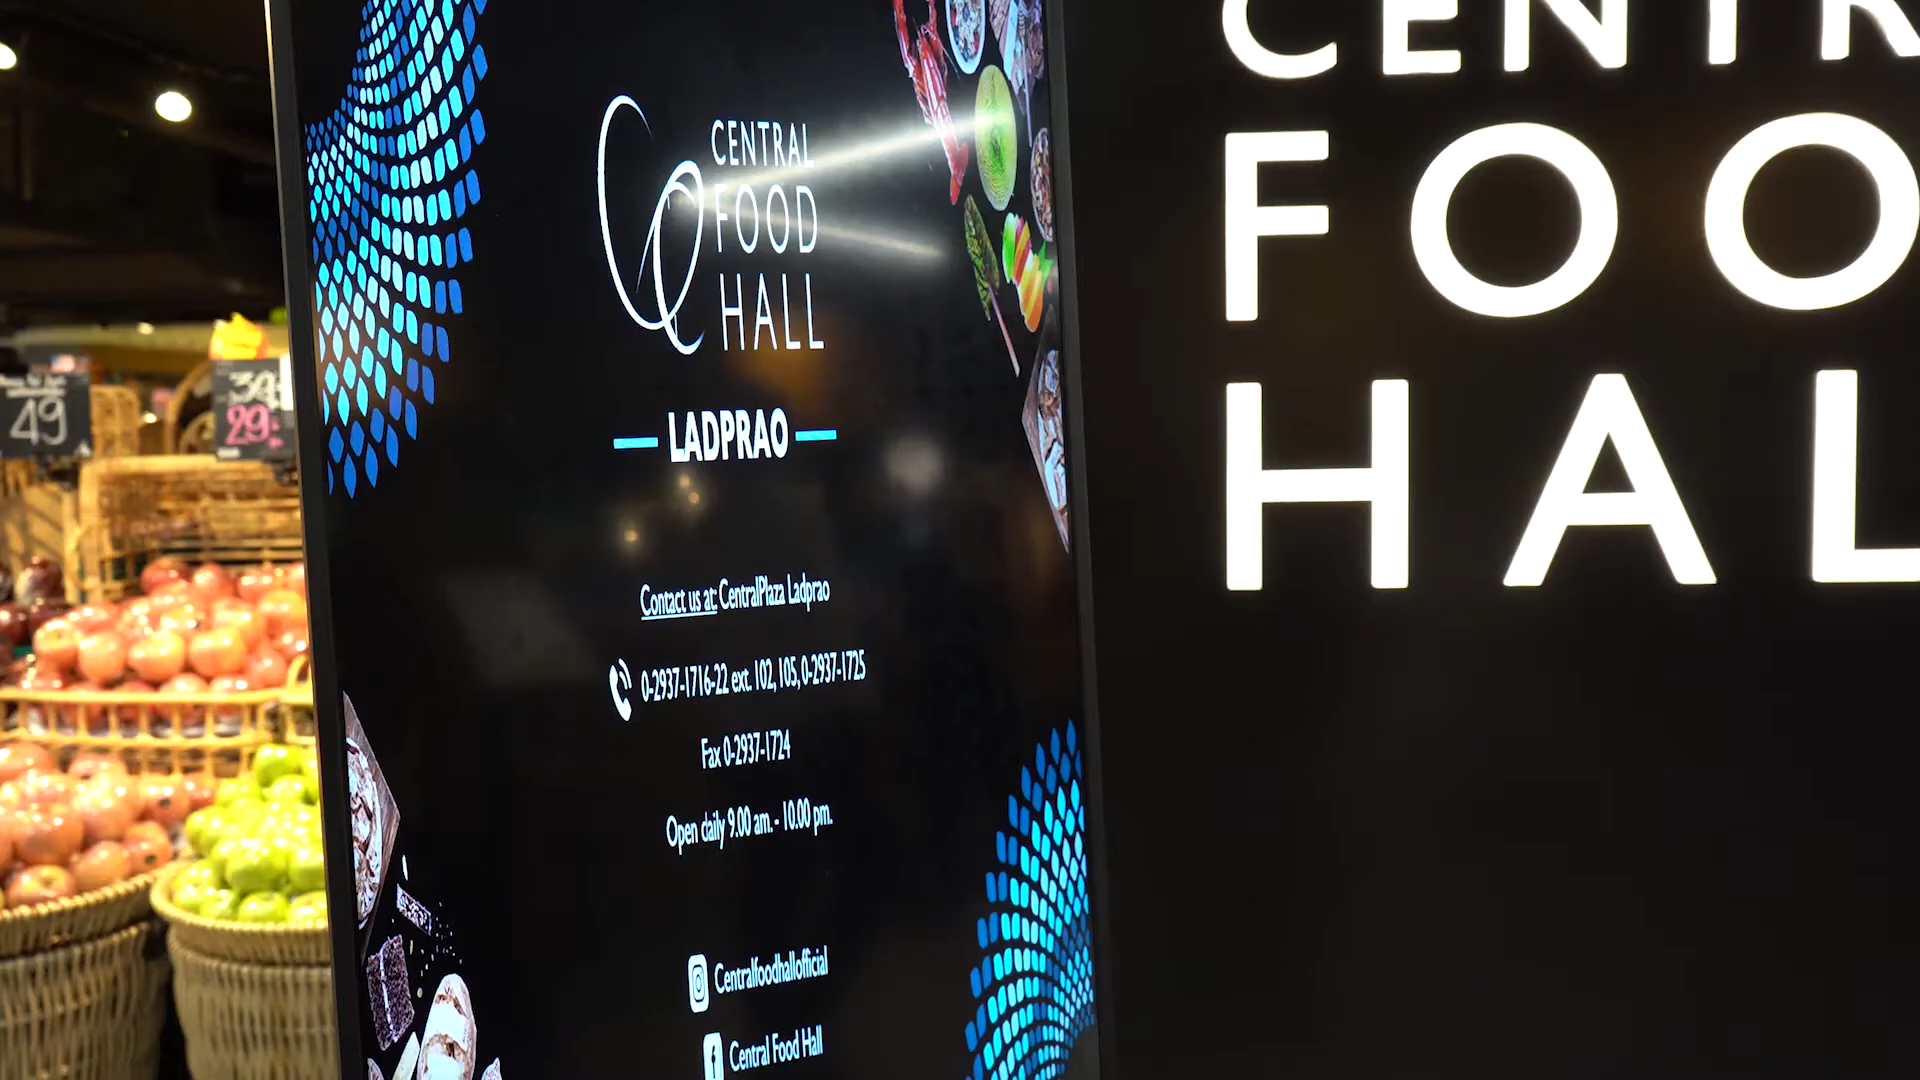 49
39
29
CENTRAL
FOOD
HALL
LADPRAO
Contact us at: CentralPlaza Ladprao
0-2937-1716-22 ext. 102, 105, 0-2937-1725
Fax 0-2937-1724
Open daily 9.00 am. - 10.00 pm.
Centralfoodhallofficial
Central Food Hall
CENTR
FOO
HAL